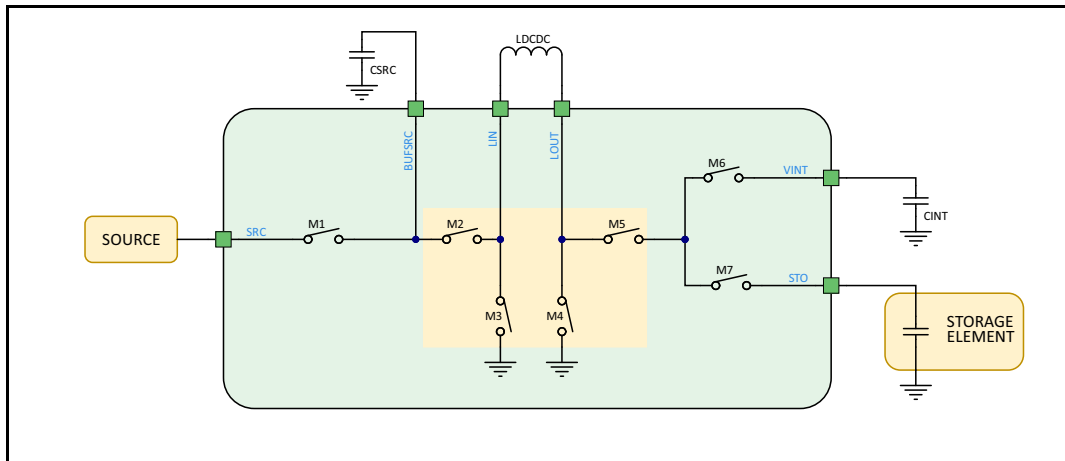 LDCDC
CSRC
BUFSRC
LIN
LOUT
M6
VINT
CINT
SOURCE
SRC
M1
M2
M5
M7
STO
M3
M4
STORAGE
ELEMENT